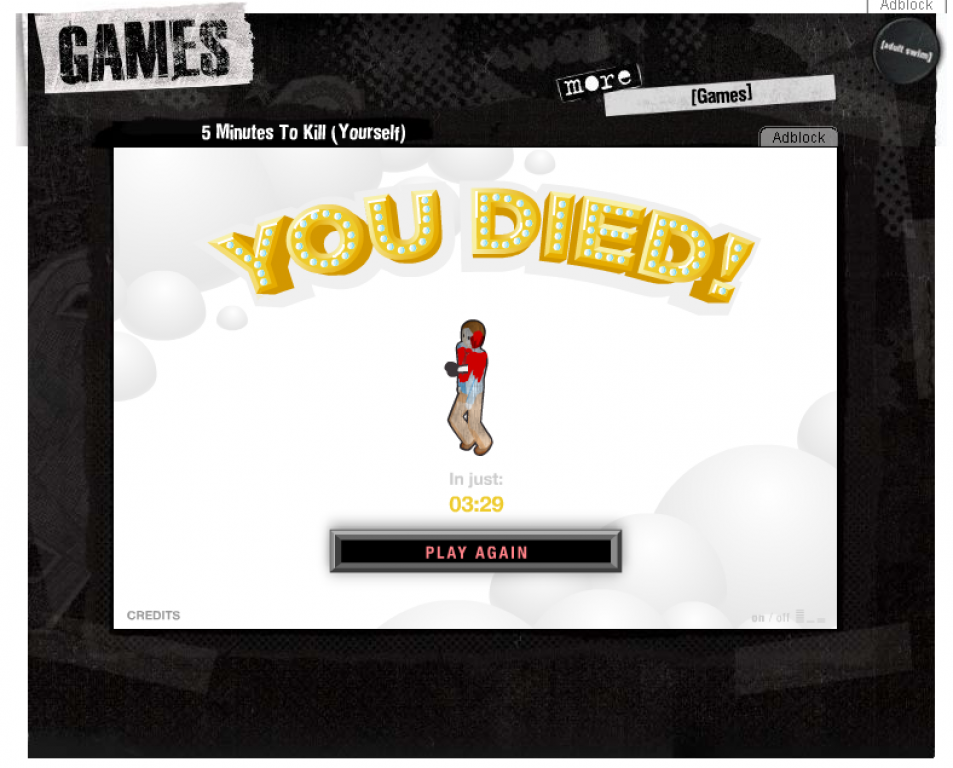 Adblock
GAMES
[adult swim]
more
[Games]
5 Minutes To Kill (Yourself)
Adblock
YOU DIED!
In just:
03:29
PLAY AGAIN
CREDITS
on / off